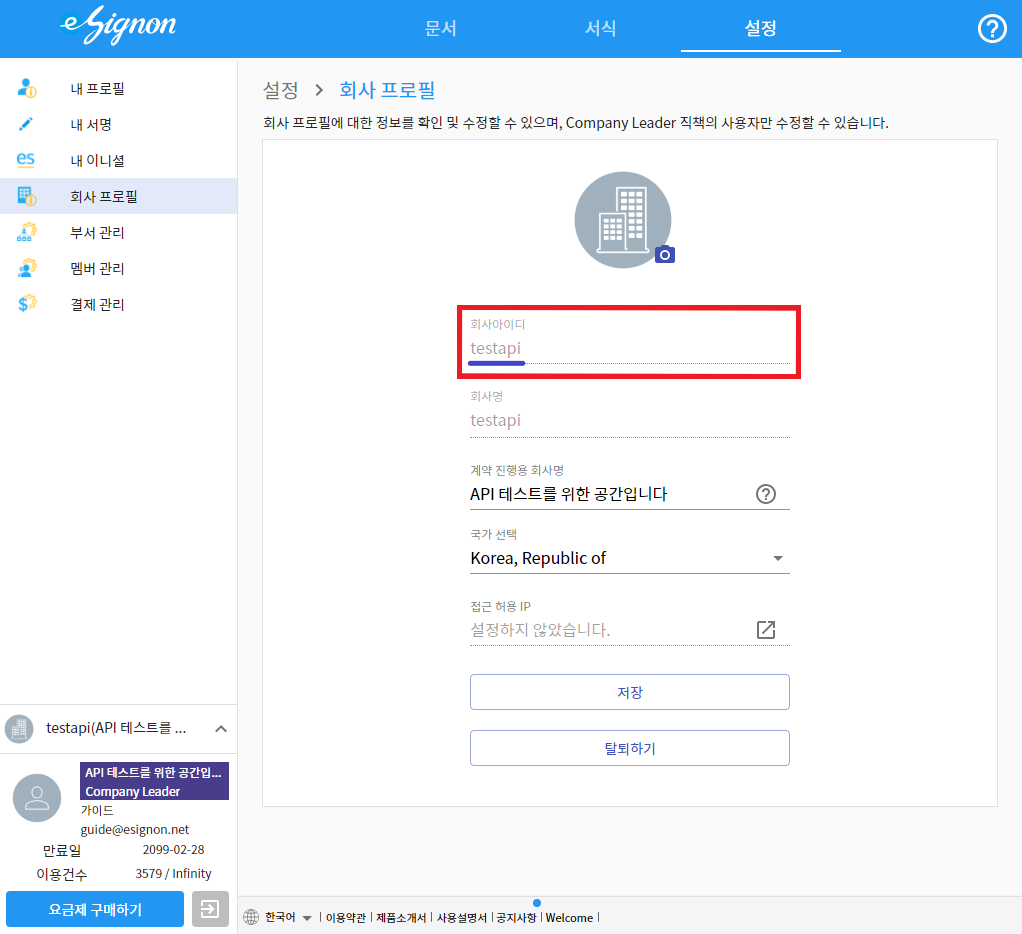 eSignon
문서 서식 설정
내 프로필
내 서명
es 내 이니셜
회사 프로필
부서 관리
멤버 관리
$ 결제 관리
설정 > 회사 프로필
회사 프로필에 대한 정보를 확인 및 수정할 수 있으며, Company Leader 직책의 사용자만 수정할 수 있습니다.
회사아이디
testapi
회사명
testapi
계약 진행용 회사명
API 테스트를 위한 공간입니다
국가 선택
Korea, Republic of
접근 허용 IP
설정하지 않았습니다.
저장
탈퇴하기
testapi(API 테스트를 ...
API 테스트를 위한 공간입...
Company Leader
가이드
guide@esignon.net
만료일 2099-02-28
이용건수 3579 / Infinity
요금제 구매하기
한국어 | 이용약관 | 제품소개서 | 사용설명서 | 공지사항 | Welcome |